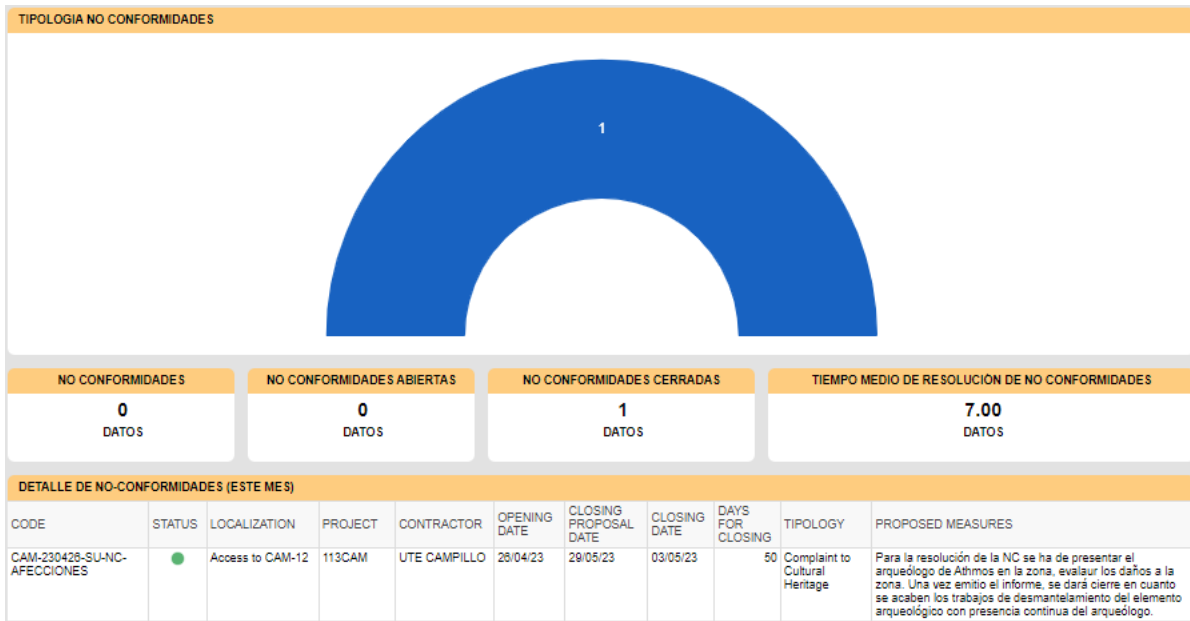 TIPOLOGIA NO CONFORMIDADES
1
NO CONFORMIDADES
0
DATOS
NO CONFORMIDADES ABIERTAS
0
DATOS
NO CONFORMIDADES CERRADAS
1
DATOS
TIEMPO MEDIO DE RESOLUCIÓN DE NO CONFORMIDADES
7.00
DATOS
DETALLE DE NO-CONFORMIDADES (ESTE MES)
CODE
STATUS
LOCALIZATION
PROJECT
CONTRACTOR
OPENING
DATE
CLOSING
PROPOSAL
DATE
CLOSING
DATE
DAYS
FOR
CLOSING
TIPOLOGY
PROPOSED MEASURES
CAM-230426-SU-NC-
AFECCIONES
Access to CAM-12
113CAM
UTE CAMPILLO
26/04/23
29/05/23
03/05/23
50
Complaint to
Cultural
Heritage
Para la resolución de la NC se ha de presentar el
arqueólogo de Athmos en la zona, evalaur los daños a la
zona. Una vez emitio el informe, se dará cierre en cuanto
se acaben los trabajos de desmantelamiento del elemento
arqueológico con presencia continua del arqueólogo.